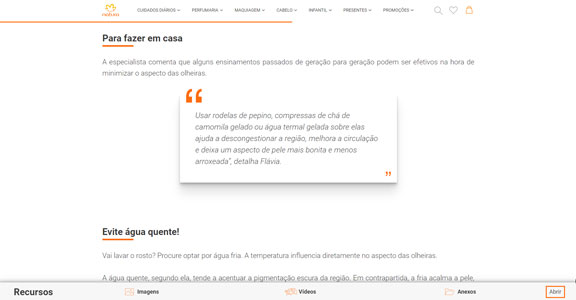 natura
CUIDADOS DIÁRIOS
PERFUMARIA
MAQUIAGEM
CABELO
INFANTIL
PRESENTES
PROMOÇÕES
Para fazer em casa
A especialista comenta que alguns ensinamentos passados de geração para geração podem ser efetivos na hora de
minimizar o aspecto das olheiras.
“
Usar rodelas de pepino, compressas de chá de
camomila gelado ou água termal gelada sobre elas
ajuda a descongestionar a região, melhora a circulação
e deixa um aspecto de pele mais bonita e menos
arroxeada", detalha Flávia.
”
Evite água quente!
Vai lavar o rosto? Procure optar por água fria. A temperatura influencia diretamente no aspecto das olheiras.
A água quente, segundo ela, tende a acentuar a pigmentação escura da região. Em contrapartida, a fria acalma a pele,
Recursos
Imagens
Vídeos
Anexos
Abrir